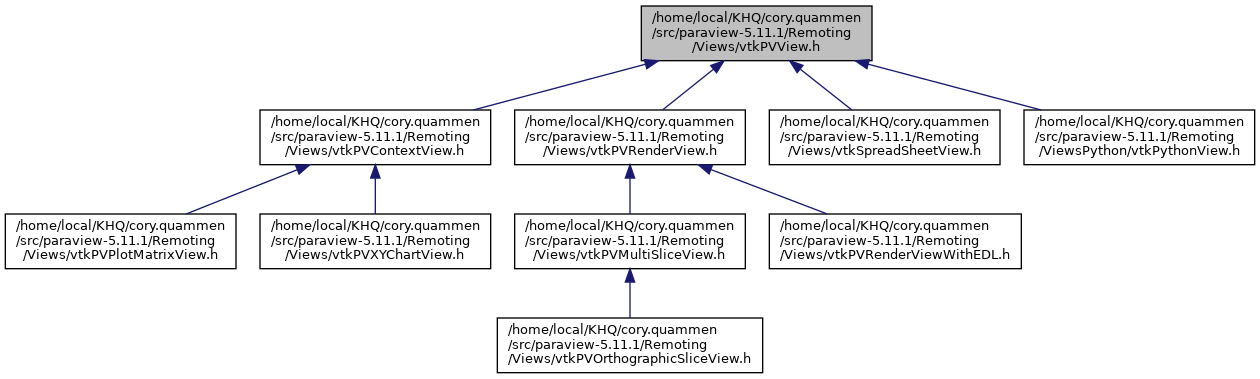 /home/local/KHQ/cory.quammen
/src/paraview-5.11.1/Remoting
/Views/vtkPVView.h
/home/local/KHQ/cory.quammen
/src/paraview-5.11.1/Remoting
/Views/vtkPVContextView.h
/home/local/KHQ/cory.quammen
/src/paraview-5.11.1/Remoting
/Views/vtkPVRenderView.h
/home/local/KHQ/cory.quammen
/src/paraview-5.11.1/Remoting
/Views/vtkSpreadSheetView.h
/home/local/KHQ/cory.quammen
/src/paraview-5.11.1/Remoting
/ViewsPython/vtkPythonView.h
/home/local/KHQ/cory.quammen
/src/paraview-5.11.1/Remoting
/Views/vtkPVPlotMatrixView.h
/home/local/KHQ/cory.quammen
/src/paraview-5.11.1/Remoting
/Views/vtkPVXYChartView.h
/home/local/KHQ/cory.quammen
/src/paraview-5.11.1/Remoting
/Views/vtkPVMultiSliceView.h
/home/local/KHQ/cory.quammen
/src/paraview-5.11.1/Remoting
/Views/vtkPVRenderViewWithEDL.h
/home/local/KHQ/cory.quammen
/src/paraview-5.11.1/Remoting
/Views/vtkPVOrthographicSliceView.h